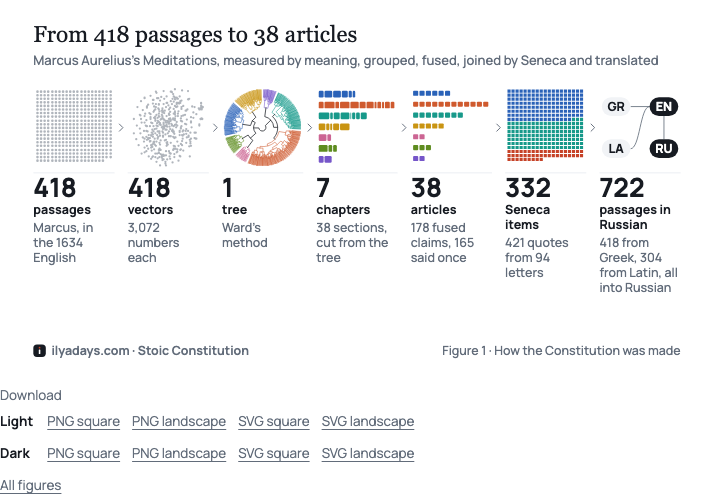 From 418 passages to 38 articles
Marcus Aurelius's Meditations, measured by meaning, grouped, fused, joined by Seneca and translated
GR
EN
LA
RU
418
passages
Marcus, in
the 1634
English
418
vectors
3,072
numbers
each
1
tree
Ward's
method
7
chapters
38 sections,
cut from the
tree
38
articles
178 fused
claims, 165
said once
332
Seneca
items
421 quotes
from 94
letters
722
passages in
Russian
418 from
Greek, 304
from Latin, all
into Russian
i ilyadays.com · Stoic Constitution
Figure 1 · How the Constitution was made
Download
Light PNG square PNG landscape SVG square SVG landscape
Dark PNG square PNG landscape SVG square SVG landscape
All figures